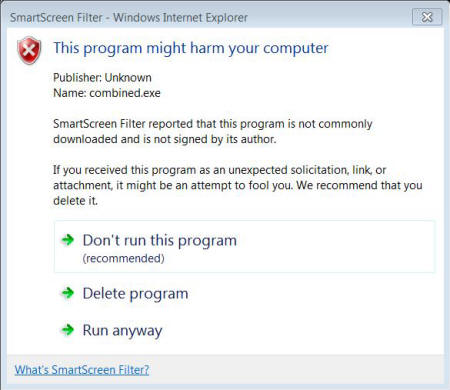 SmartScreen Filter - Windows Internet Explorer
This program might harm your computer
Publisher: Unknown
Name: combined.exe
SmartScreen Filter reported that this program is not commonly
downloaded and is not signed by its author.
If you received this program as an unexpected solicitation, link, or
attachment, it might be an attempt to fool you. We recommend that you
delete it.
Don't run this program
(recommended)
Delete program
Run anyway
What's SmartScreen Filter?